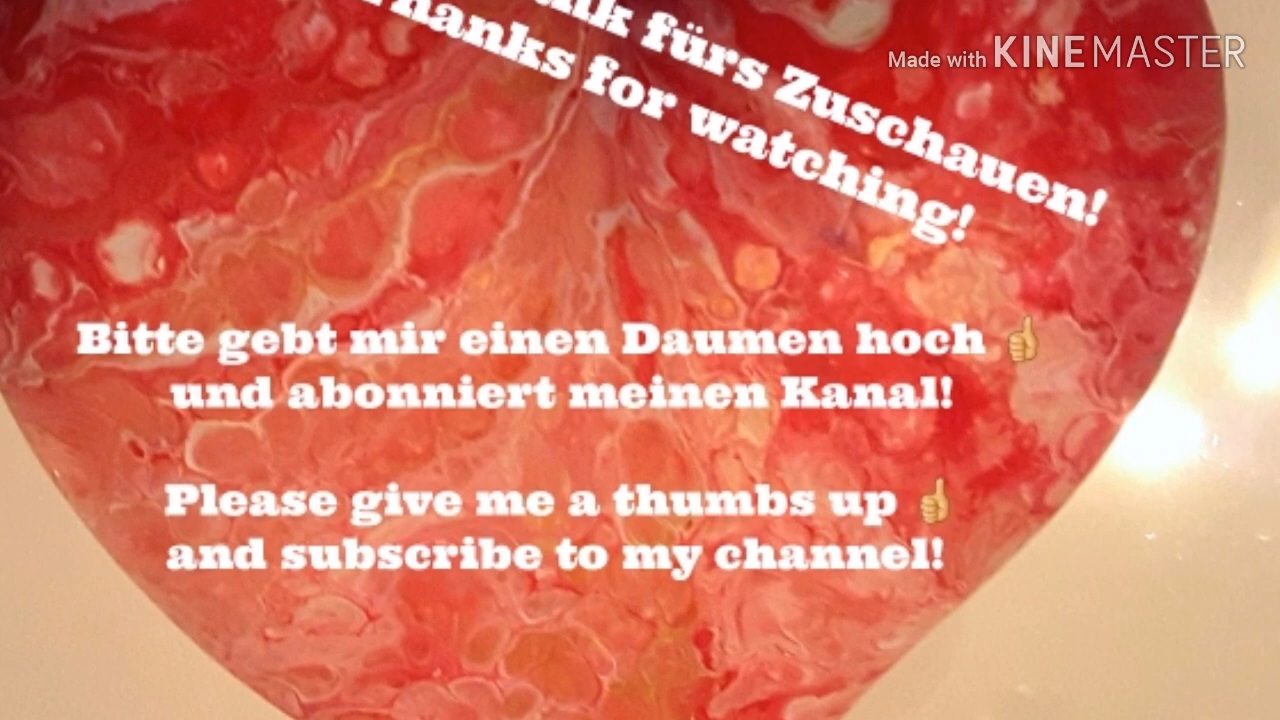 fürs Zuschauen!
Thanks for watching!
Made with KINEMASTER
Bitte gebt mir einen Daumen hoch 👍
und abonniert meinen Kanal!
Please give me a thumbs up 👍
and subscribe to my channel!